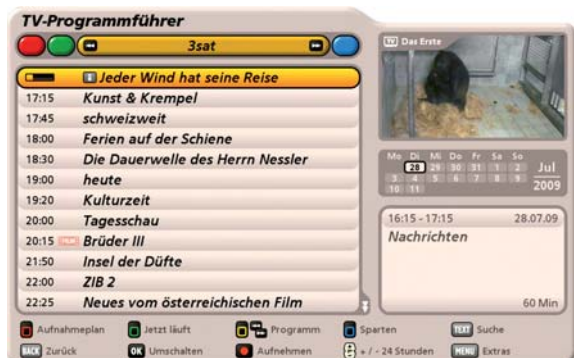 TV-Programmführer
3sat
Jeder Wind hat seine Reise
17:15 Kunst & Krempel
17:45 schweizweit
18:00 Ferien auf der Schiene
18:30 Die Dauerwelle des Herrn Nessler
19:00 heute
19:20 Kulturzeit
20:00 Tagesschau
20:15 Brüder III
21:50 Insel der Düfte
22:00 ZIB 2
22:25 Neues vom österreichischen Film
TV Das Erste
Mo Di Mi Do Fr Sa So
28 29 30 31 1 2
3 4 5 6 7 8 9
10 11
Jul
2009
16:15 - 17:15 28.07.09
Nachrichten
60 Min
Aufnahmeplan Jetzt läuft Programm Sparten TEXT Suche
BACK Zurück OK Umschalten Aufnehmen + / - 24 Stunden MENU Extras